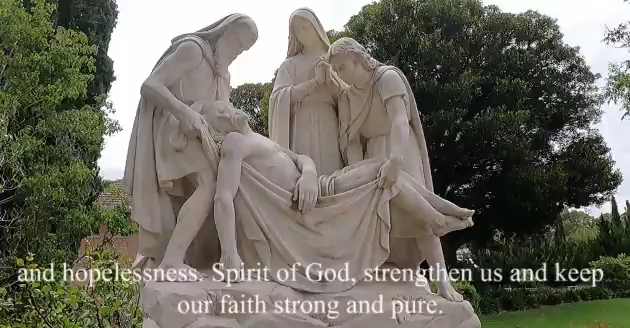 and hopelessness. Spirit of God, strengthen us and keep
our faith strong and pure.